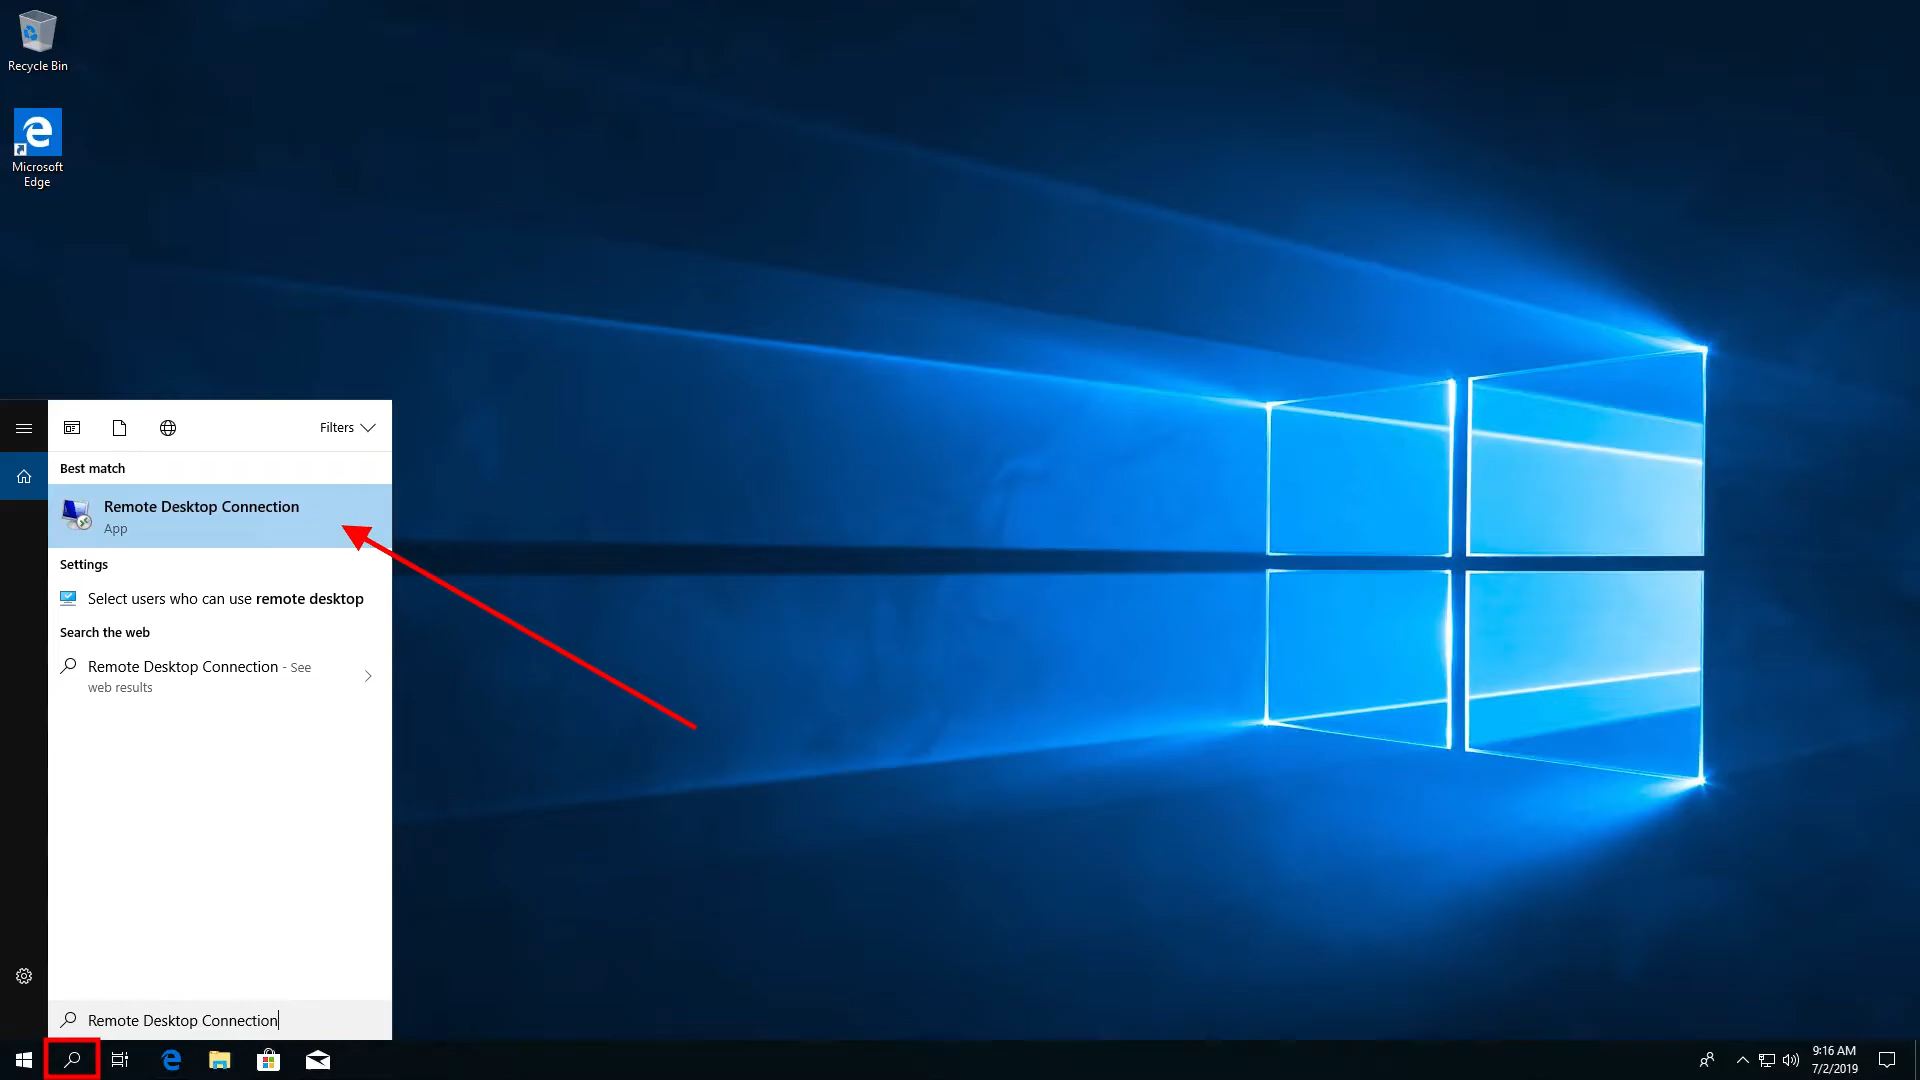 Recycle Bin
Microsoft
Edge
Filters
Best match
Remote Desktop Connection
App
Settings
Select users who can use remote desktop
Search the web
Remote Desktop Connection - See
web results
Remote Desktop Connection
9:16 AM
7/2/2019